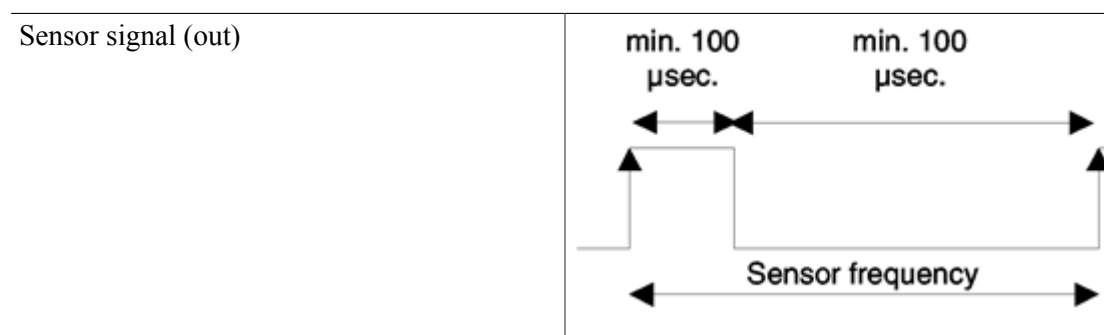 Sensor signal (out)
min. 100
µsec.
min. 100
µsec.
Sensor frequency